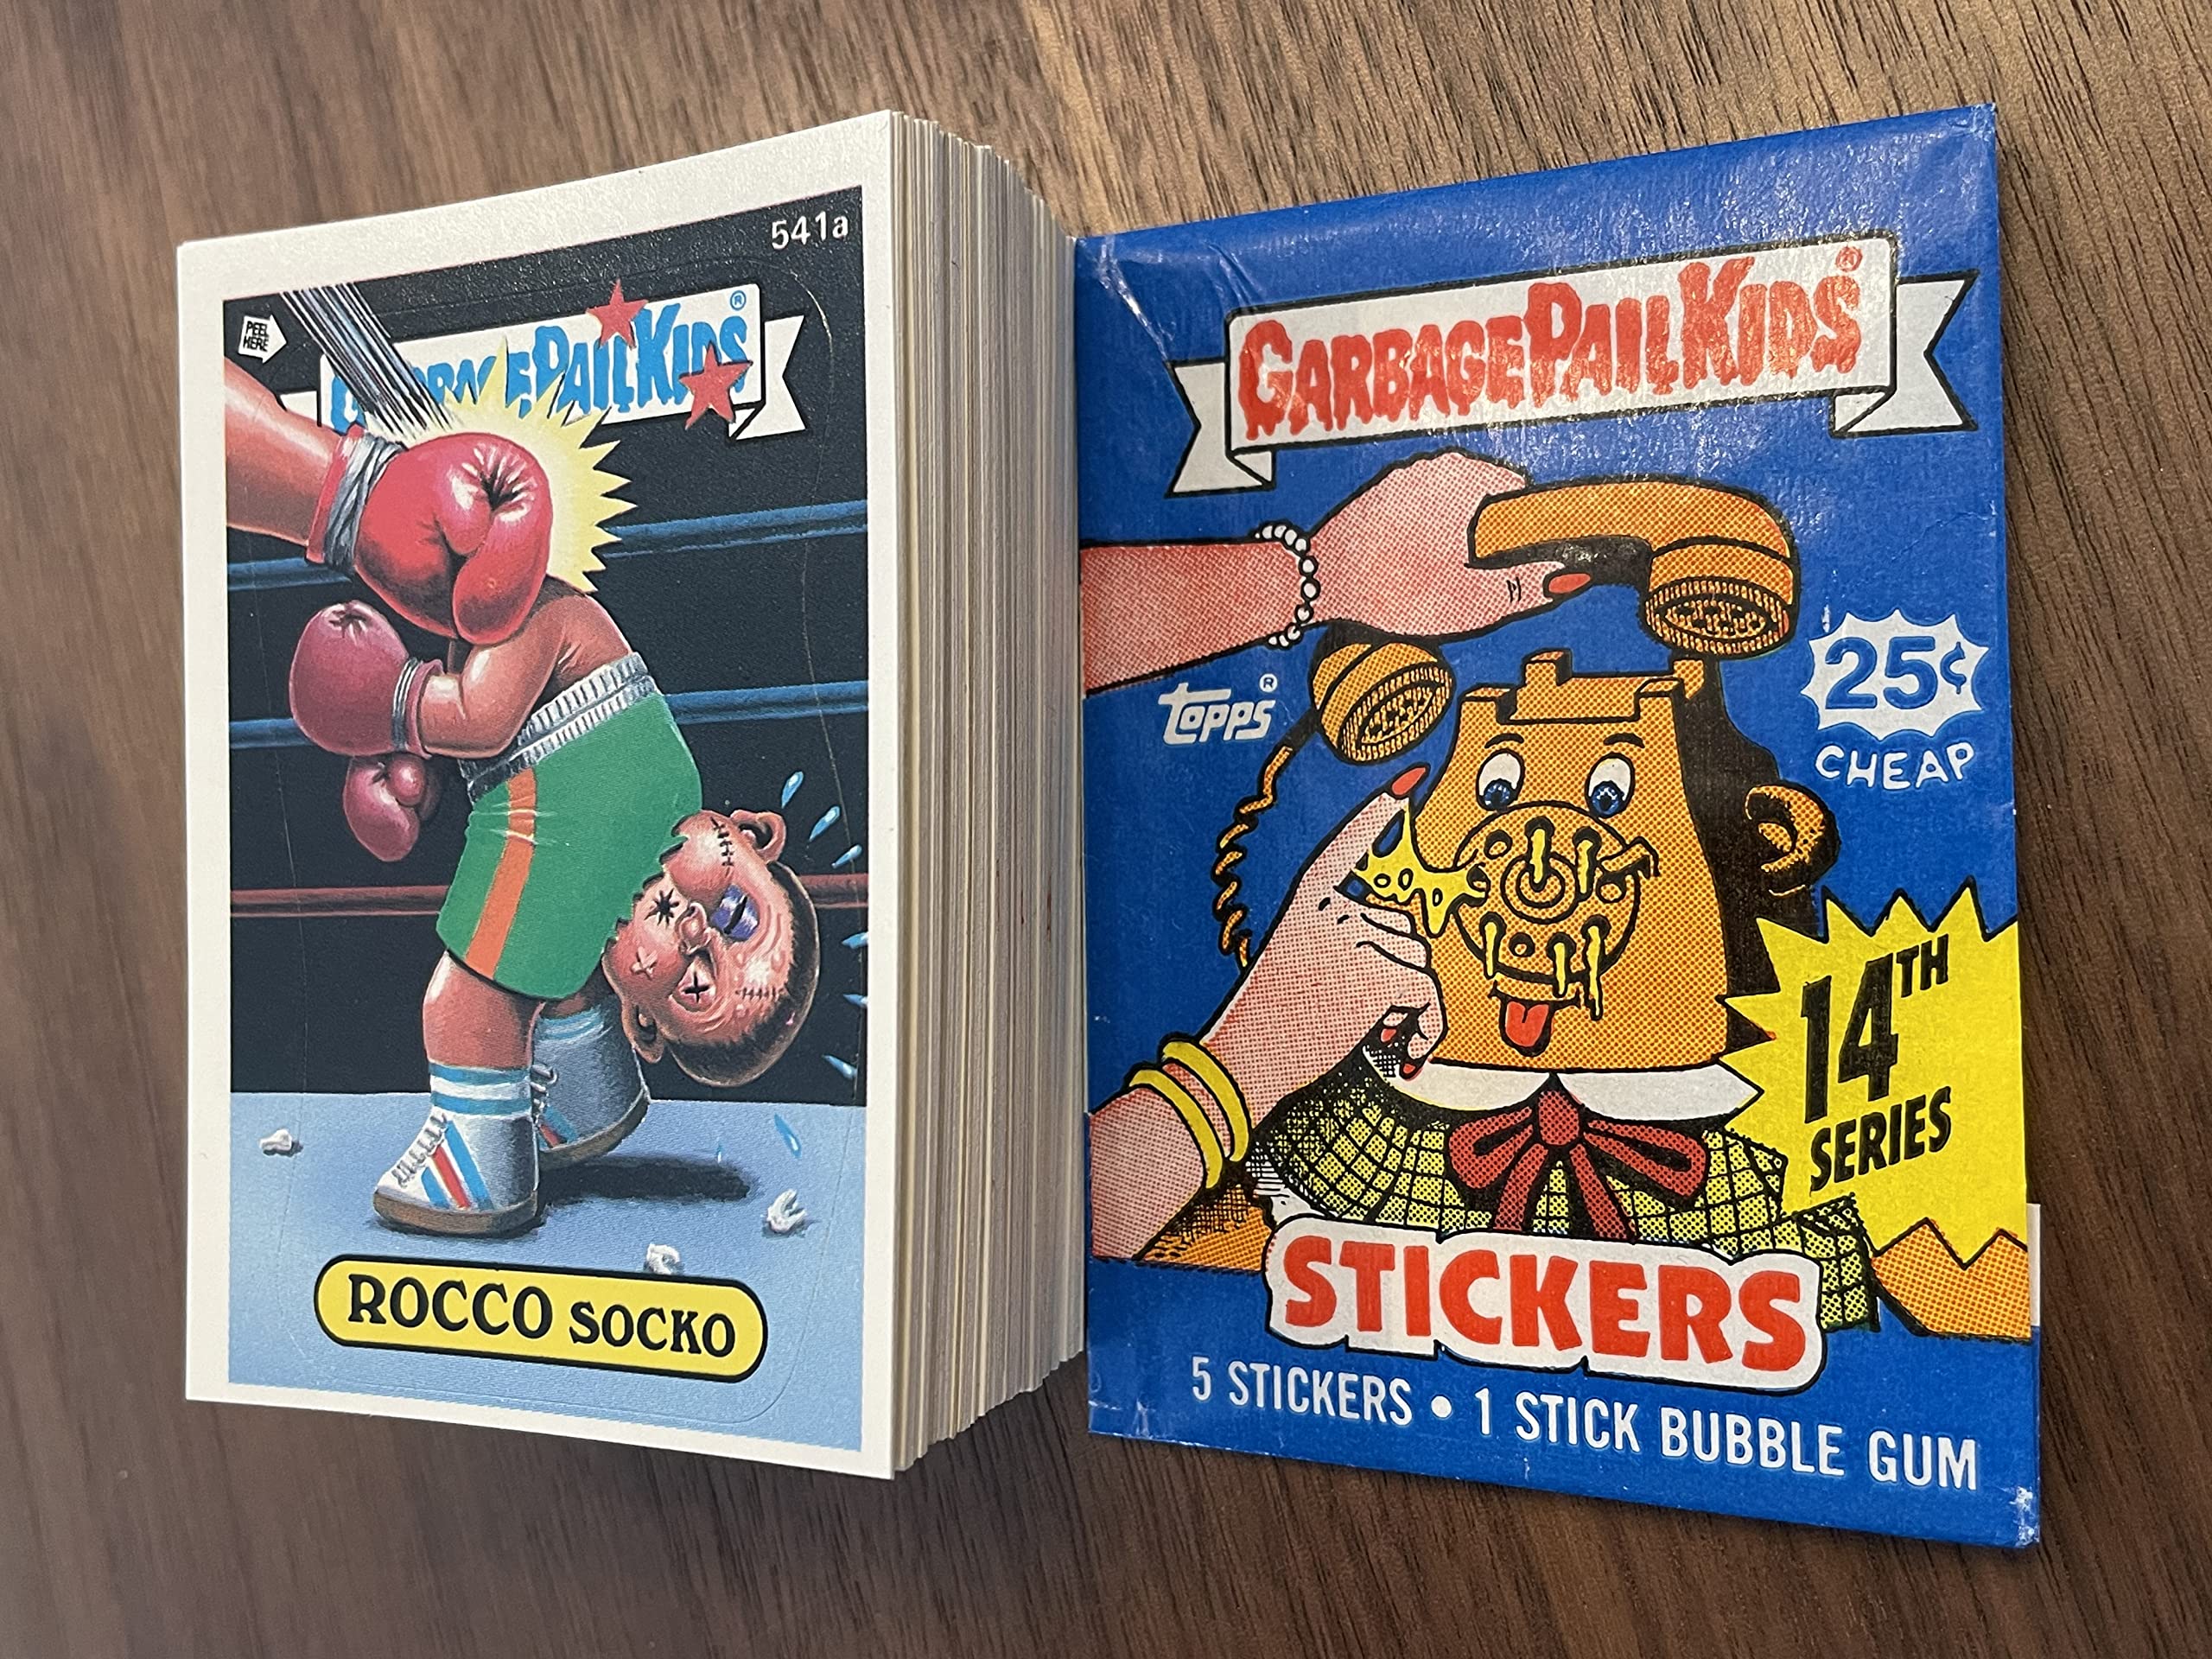 541a
PEEL
HERE
GARBAGE PAIL KIDS®
ROCCO SOCKO
GARBAGE PAIL KIDS®
TOPPS®
25¢
CHEAP
14TH
SERIES
STICKERS
5 STICKERS • 1 STICK BUBBLE GUM